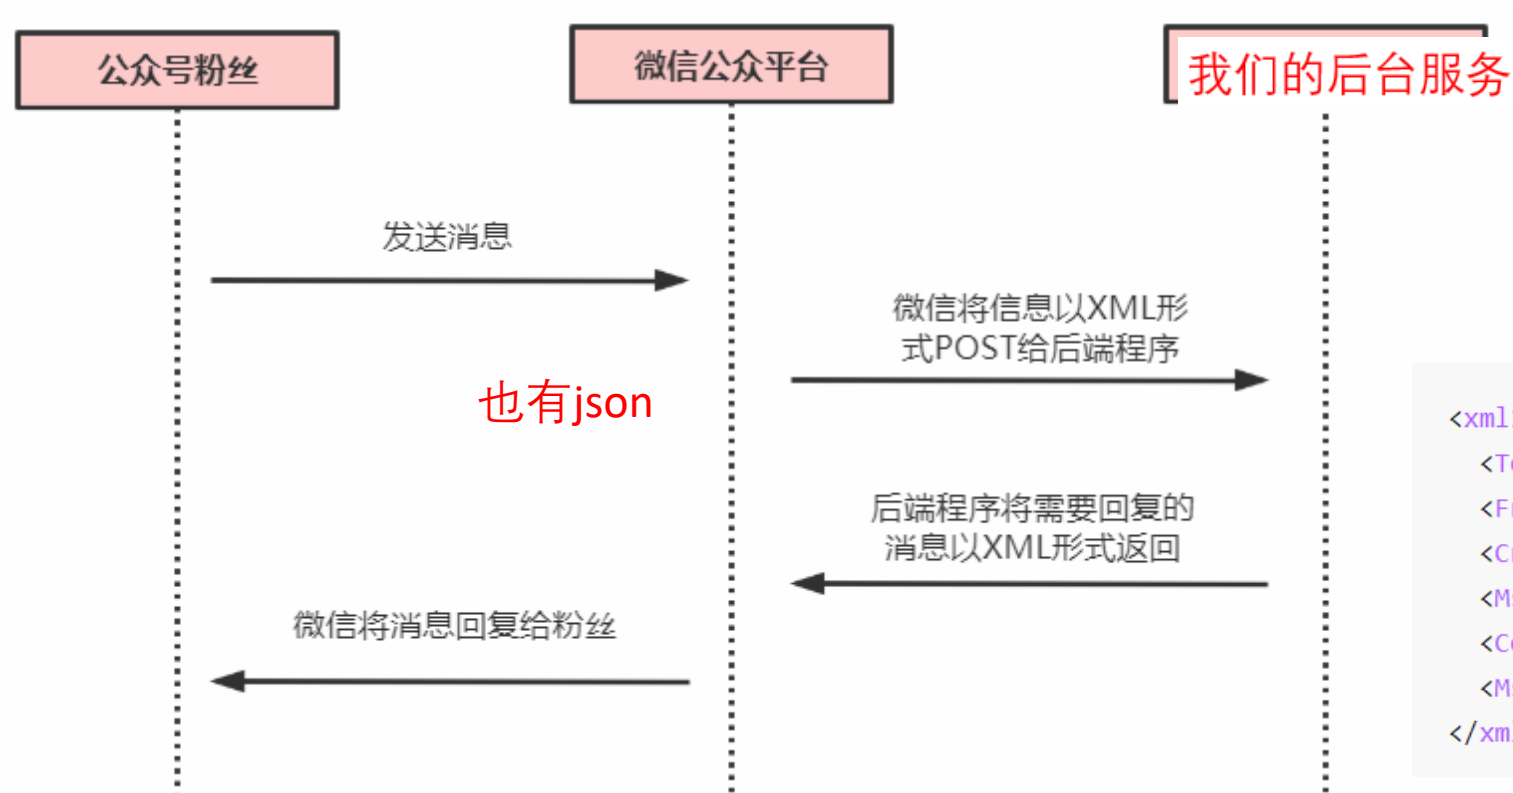 公众号粉丝
微信公众平台
我们的后台服务
发送消息
微信将信息以XML形
式POST给后端程序
也有json
后端程序将需要回复的
消息以XML形式返回
微信将消息回复给粉丝
<xml
</xm